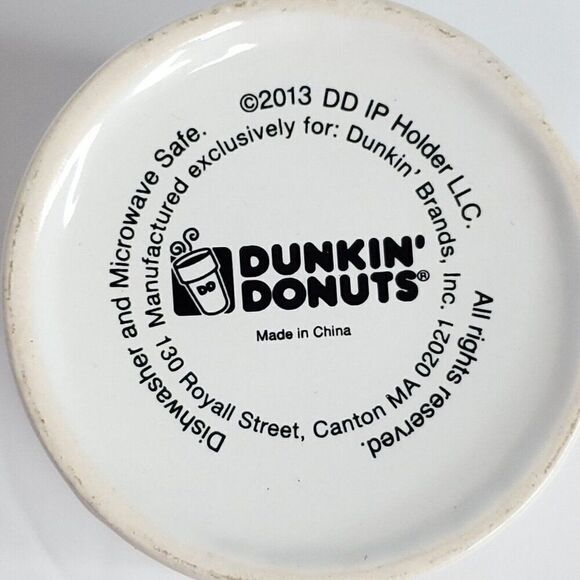 ©2013 DD IP Holder LLC.
All rights reserved.
Dishwasher and Microwave Safe.
Manufactured exclusively for: Dunkin' Brands, Inc.
130 Royall Street, Canton MA 02021
DD
DUNKIN'
DONUTS®
Made in China